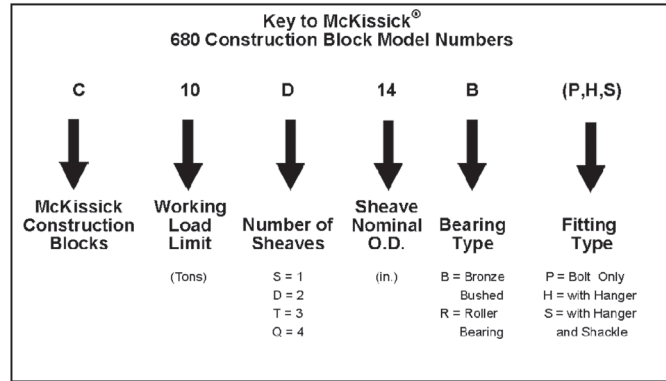 Key to McKissick®
680 Construction Block Model Numbers
C 10 D 14 B (P,H,S)
McKissick
Construction
Blocks
Working
Load
Limit
(Tons)
Number of
Sheaves
S = 1
D = 2
T = 3
Q = 4
Sheave
Nominal
O.D.
(in.)
Bearing
Type
B = Bronze
Bushed
R = Roller
Bearing
Fitting
Type
P = Bolt Only
H = with Hanger
S = with Hanger
and Shackle